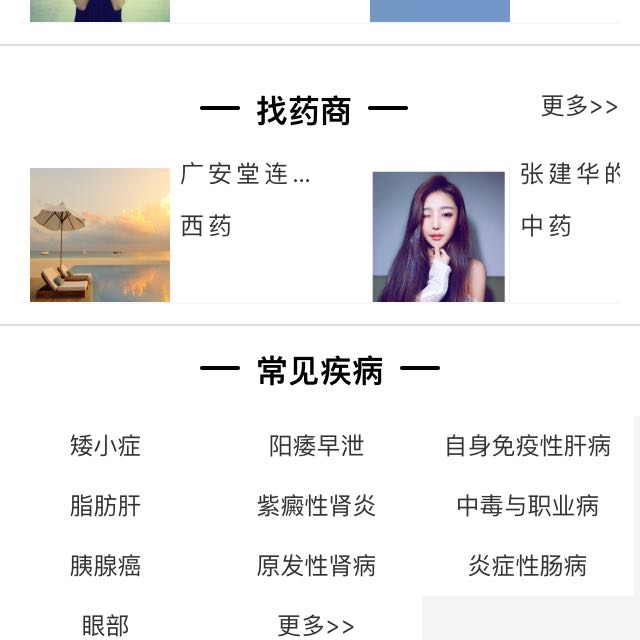 找药商
更多>>
广安堂连...
西药
张建华的
中药
常见疾病
矮小症
阳痿早泄
自身免疫性肝病
脂肪肝
紫癜性肾炎
中毒与职业病
胰腺癌
原发性肾病
炎症性肠病
眼部
更多>>